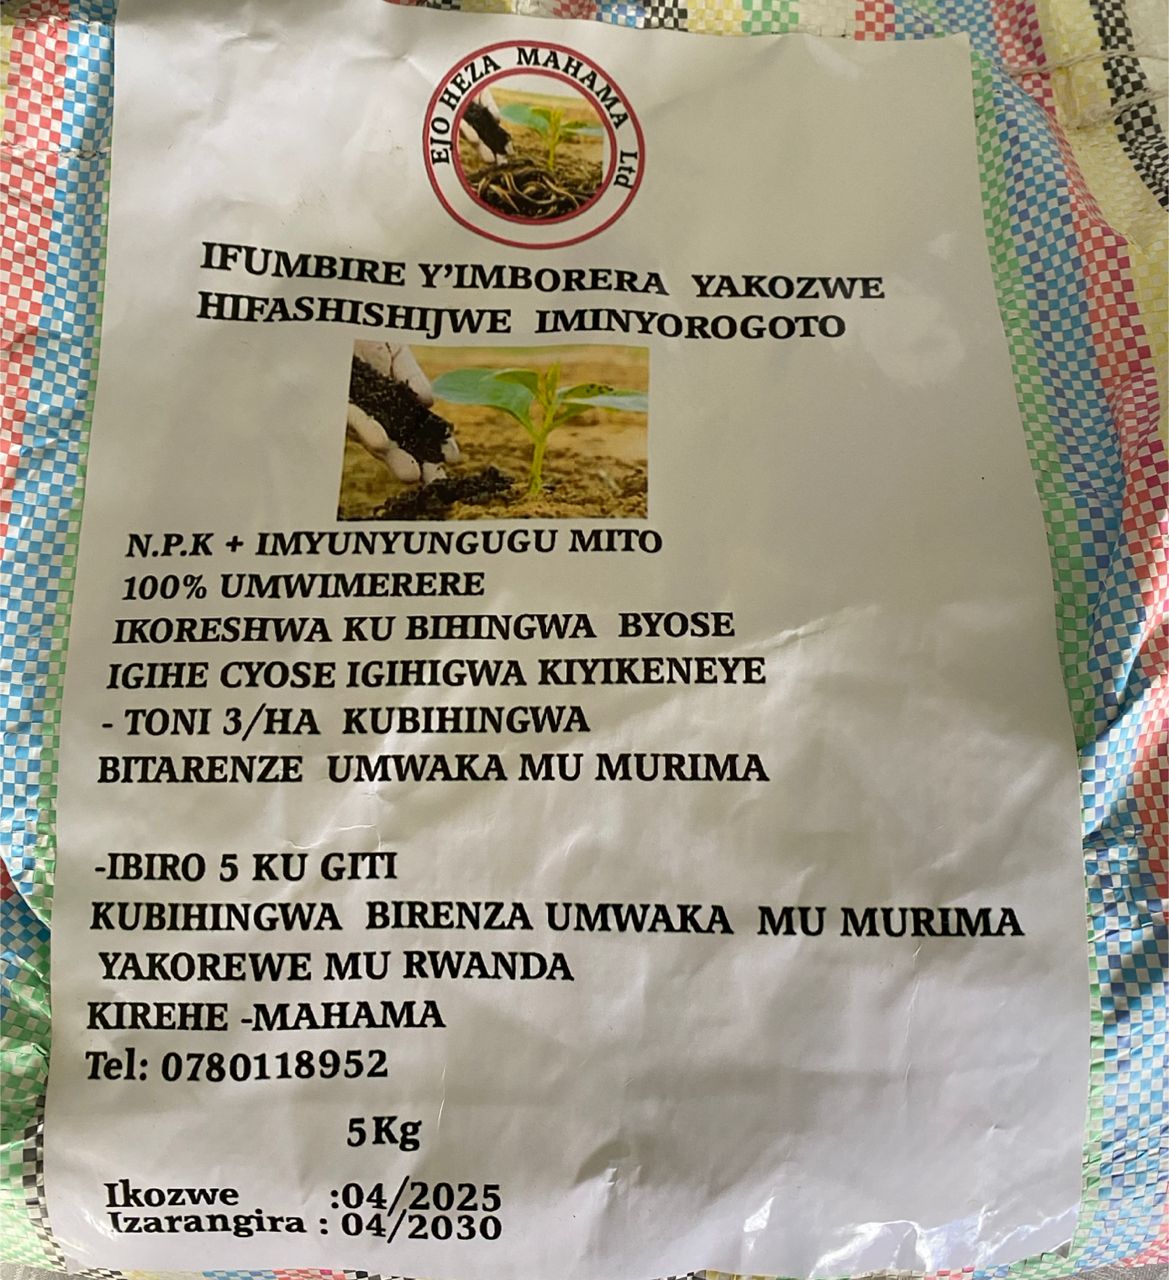 EJO HEZA MAHAMA Ltd
IFUMBIRE Y'IMBORERA YAKOZWE
HIFASHISHIJWE IMINYOROGOTO
N.P.K + IMYUNYUNGUGU MITO
100% UMWIMERERE
IKORESHWA KU BIHINGWA BYOSE
IGIHE CYOSE IGIHIGWA KIYIKENEYE
- TONI 3/HA KUBIHINGWA
BITARENZE UMWAKA MU MURIMA
-IBIRO 5 KU GITI
KUBIHINGWA BIRENZA UMWAKA MU MURIMA
YAKOREWE MU RWANDA
KIREHE -MAHAMA
Tel: 0780118952
5Kg
Ikozwe :04/2025
Izarangira : 04/2030